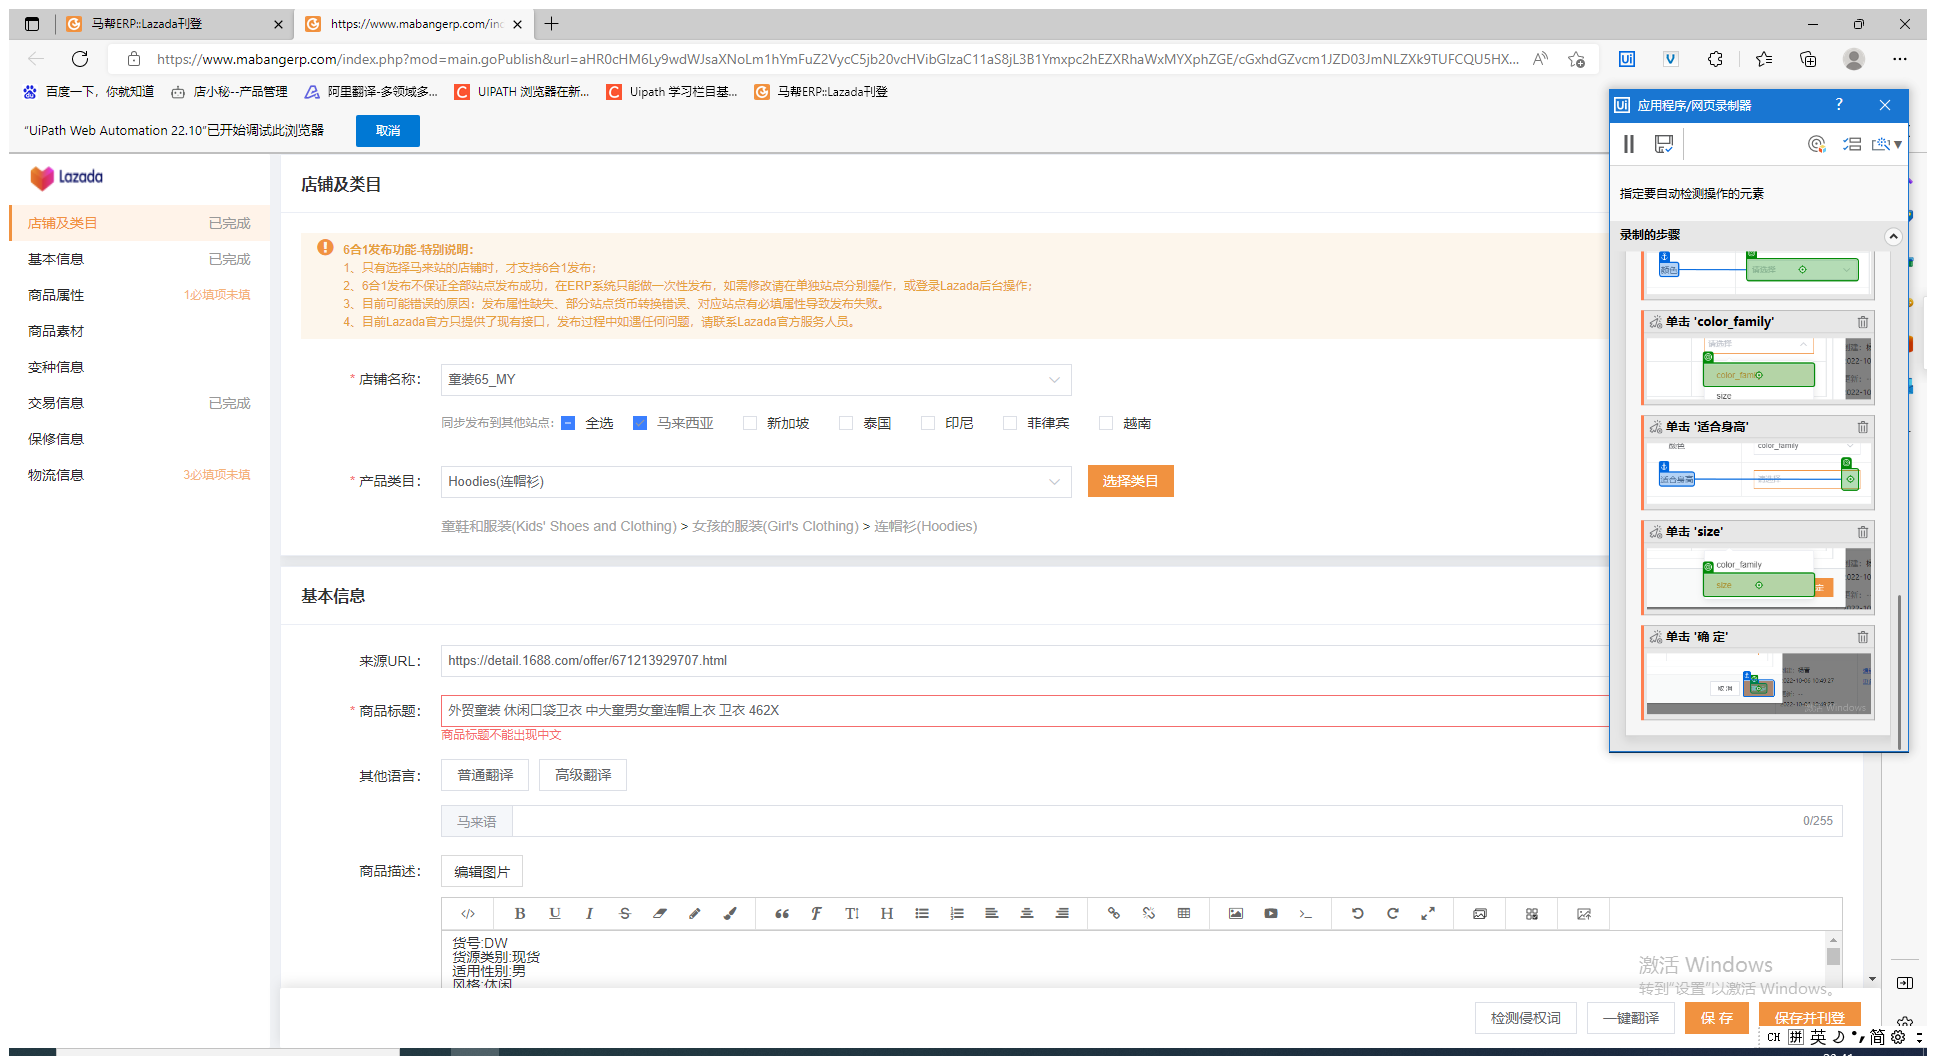 马帮ERP::Lazada刊登
https://www.mabangerp.com/inc
https://www.mabangerp.com/index.php?mod=main.goPublish&url=aHR0cHM6Ly9wdWJsaXNoLm1hYmFuZ2VycC5jb20vcHVibGlzaC11aS8jL3B1Ymxpc2hEZXRhaWxMYXphZGE/cGxhdGZvcm1JZD03JmNLZXk9TUFCQU5HX...
百度一下，你就知道
店小秘--产品管理
阿里翻译-多领域多...
UIPATH 浏览器在新...
Uipath 学习栏目基...
马帮ERP::Lazada刊登
“UiPath Web Automation 22.10”已开始调试此浏览器
取消
Lazada
店铺及类目 已完成
基本信息 已完成
商品属性 1必填项未填
商品素材
变种信息
交易信息 已完成
保修信息
物流信息 3必填项未填
店铺及类目
6合1发布功能-特别说明：
1、只有选择马来站的店铺时，才支持6合1发布；
2、6合1发布不保证全部站点发布成功，在ERP系统只能做一次性发布，如需修改请在单独站点分别操作，或登录Lazada后台操作；
3、目前可能错误的原因：发布属性缺失、部分站点货币转换错误、对应站点有必填属性导致发布失败。
4、目前Lazada官方只提供了现有接口，发布过程中如遇任何问题，请联系Lazada官方服务人员。
* 店铺名称： 童装65_MY
同步发布到其他站点： 全选 马来西亚 新加坡 泰国 印尼 菲律宾 越南
* 产品类目： Hoodies(连帽衫) 选择类目
童鞋和服装(Kids' Shoes and Clothing) > 女孩的服装(Girl's Clothing) > 连帽衫(Hoodies)
基本信息
来源URL： https://detail.1688.com/offer/671213929707.html
* 商品标题： 外贸童装 休闲口袋卫衣 中大童男女童连帽上衣 卫衣 462X
商品标题不能出现中文
其他语言： 普通翻译 高级翻译
马来语 0/255
商品描述： 编辑图片
货号:DW
货源类别:现货
适用性别:男
风格:休闲
检测侵权词 一键翻译 保 存 保存并刊登
激活 Windows
转到“设置”以激活 Windows。
CH 拼 英 简
Ui 应用程序/网页录制器 ?
指定要自动检测操作的元素
录制的步骤
颜色 请选择
单击 'color_family'
请选择
color_family
size
单击 '适合身高'
颜色 color_family
适合身高 请选择
单击 'size'
color_family
size
单击 '确 定'
取 消